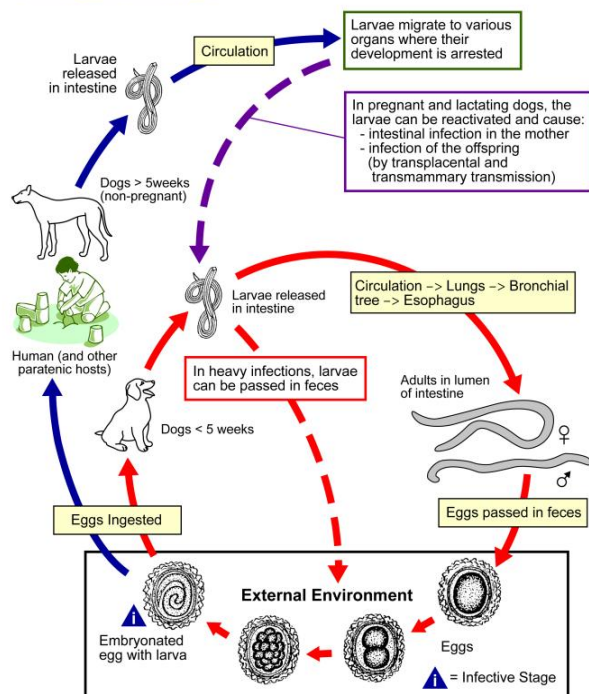 Circulation
Larvae migrate to various
organs where their
development is arrested
Larvae
released
in intestine
In pregnant and lactating dogs, the
larvae can be reactivated and cause:
- intestinal infection in the mother
- infection of the offspring
(by transplacental and
transmammary transmission)
Dogs > 5weeks
(non-pregnant)
Larvae released
in intestine
Circulation -> Lungs -> Bronchial
tree -> Esophagus
Human (and other
paratenic hosts)
In heavy infections, larvae
can be passed in feces
Adults in lumen
of intestine
♀
♂
Dogs < 5 weeks
Eggs Ingested
Eggs passed in feces
External Environment
i
Embryonated
egg with larva
Eggs
i = Infective Stage